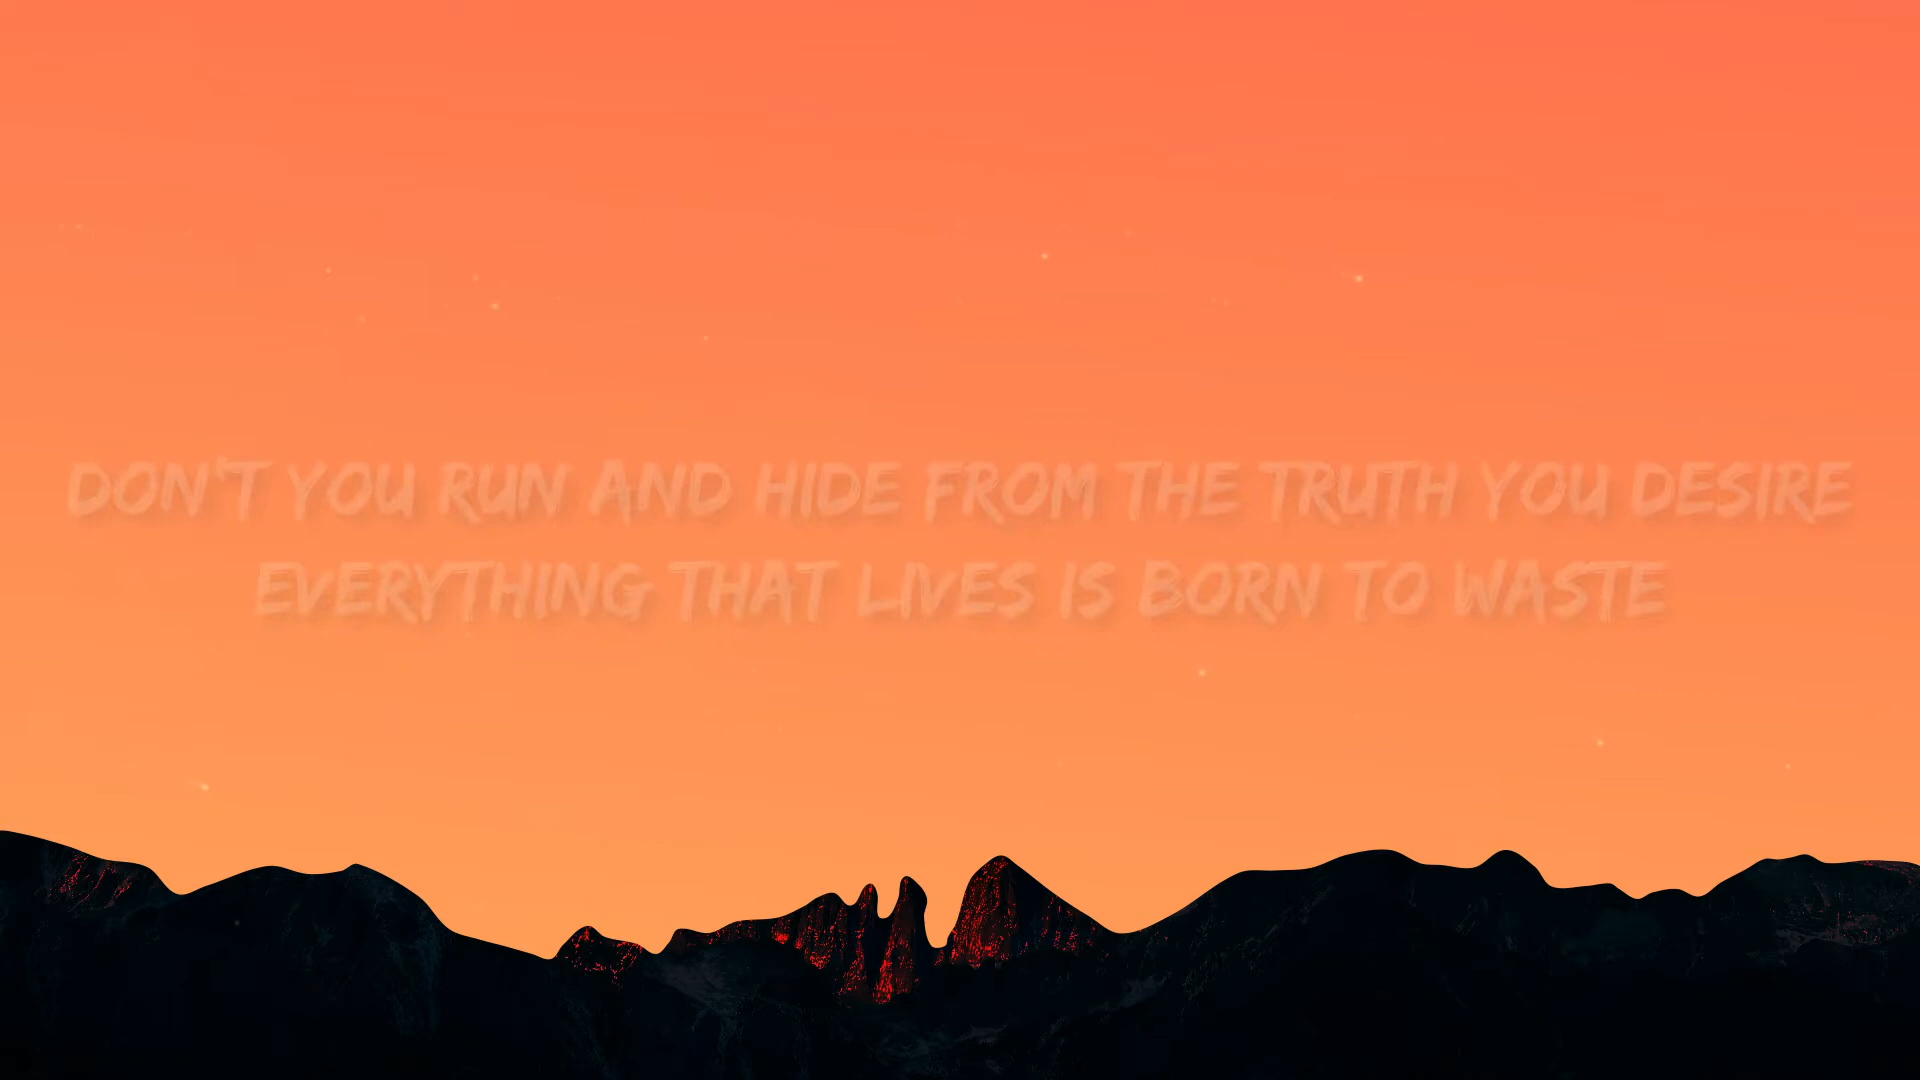 DON'T YOU RUN AND HIDE FROM THE TRUTH YOU DESIRE
EVERYTHING THAT LIVES IS BORN TO WASTE